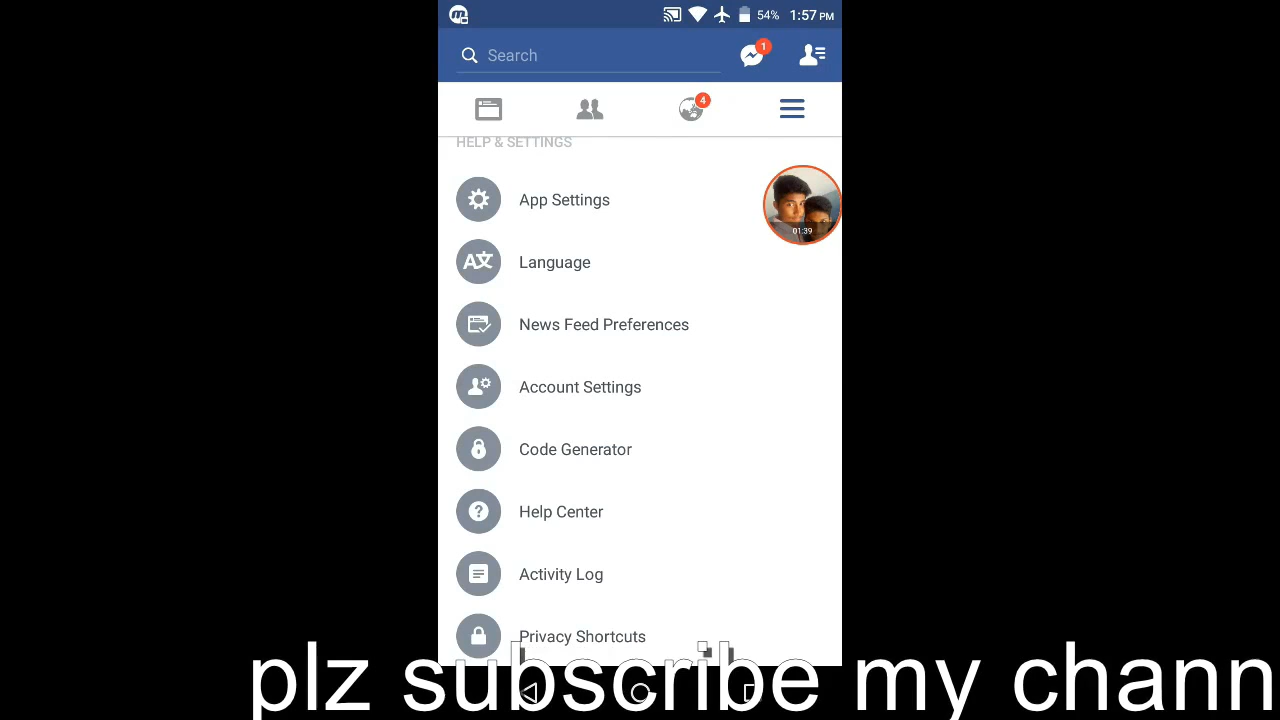 54% 1:57 PM
Search
1
4
HELP & SETTINGS
App Settings
01:39
Language
News Feed Preferences
Account Settings
Code Generator
Help Center
Activity Log
Privacy Shortcuts
plz subscribe my chann